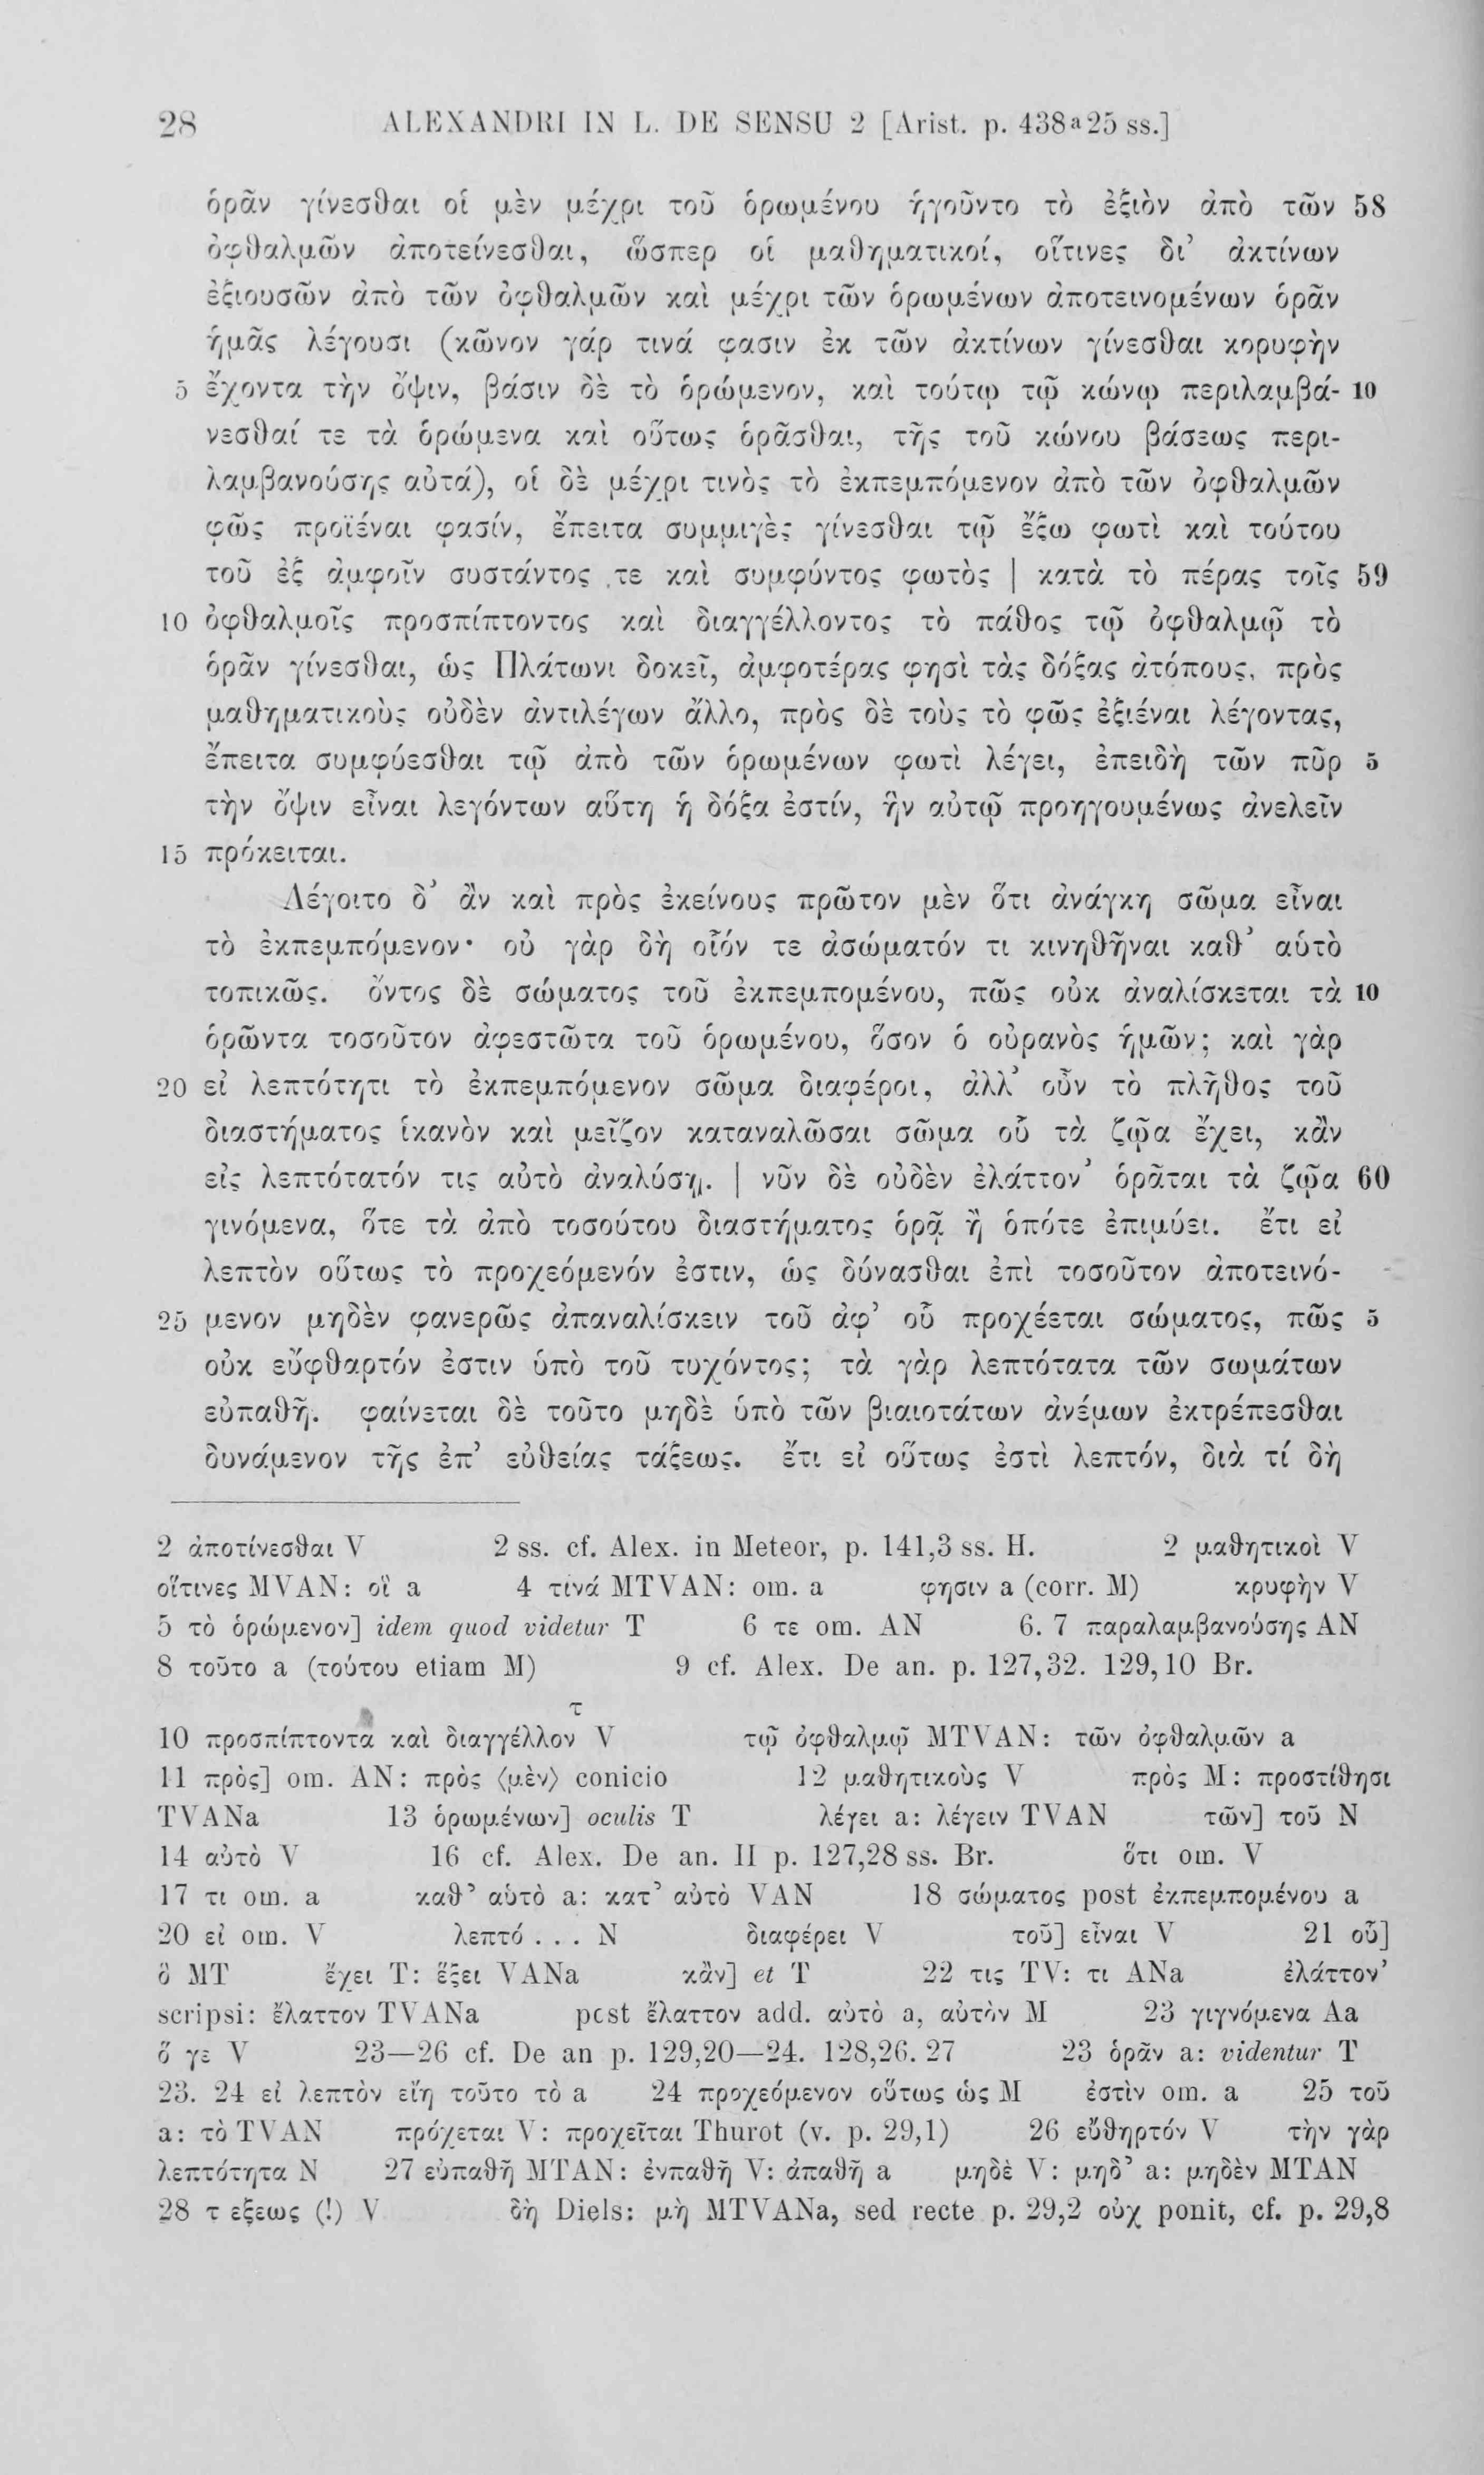 28 ALEXANDRI IN L. DE SENSU 2 [Arist. p. 438ª25 ss.]
ὁρᾶν γίνεσθαι οἱ μὲν μέχρι τοῦ ὁρωμένου ἡγοῦντο τὸ ἐξιὸν ἀπὸ τῶν 58
ὀφθαλμῶν ἀποτείνεσθαι, ὥσπερ οἱ μαθηματικοί, οἵτινες δι’ ἀκτίνων
ἐξιουσῶν ἀπὸ τῶν ὀφθαλμῶν καὶ μέχρι τῶν ὁρωμένων ἀποτεινομένων ὁρᾶν
ἡμᾶς λέγουσι (κῶνον γάρ τινά φασιν ἐκ τῶν ἀκτίνων γίνεσθαι κορυφὴν
5 ἔχοντα τὴν ὄψιν, βάσιν δὲ τὸ ὁρώμενον, καὶ τούτῳ τῷ κώνῳ περιλαμβά- 10
νεσθαί τε τὰ ὁρώμενα καὶ οὕτως ὁρᾶσθαι, τῆς τοῦ κώνου βάσεως περι-
λαμβανούσης αὐτά), οἱ δὲ μέχρι τινὸς τὸ ἐκπεμπόμενον ἀπὸ τῶν ὀφθαλμῶν
φῶς προϊέναι φασίν, ἔπειτα συμμιγὲς γίνεσθαι τῷ ἔξω φωτὶ καὶ τούτου
τοῦ ἐξ ἀμφοῖν συστάντος τε καὶ συμφύντος φωτὸς | κατὰ τὸ πέρας τοῖς 59
10 ὀφθαλμοῖς προσπίπτοντος καὶ διαγγέλλοντος τὸ πάθος τῷ ὀφθαλμῷ τὸ
ὁρᾶν γίνεσθαι, ὡς Πλάτωνι δοκεῖ, ἀμφοτέρας φησὶ τὰς δόξας ἀτόπους, πρὸς
μαθηματικοὺς οὐδὲν ἀντιλέγων ἄλλο, πρὸς δὲ τοὺς τὸ φῶς ἐξιέναι λέγοντας,
ἔπειτα συμφύεσθαι τῷ ἀπὸ τῶν ὁρωμένων φωτὶ λέγει, ἐπειδὴ τῶν πῦρ 5
τὴν ὄψιν εἶναι λεγόντων αὕτη ἡ δόξα ἐστίν, ἣν αὐτῷ προηγουμένως ἀνελεῖν
15 πρόκειται.
Λέγοιτο δ’ ἂν καὶ πρὸς ἐκείνους πρῶτον μὲν ὅτι ἀνάγκη σῶμα εἶναι
τὸ ἐκπεμπόμενον· οὐ γὰρ δὴ οἷόν τε ἀσώματόν τι κινηθῆναι καθ’ αὑτὸ
τοπικῶς. ὄντος δὲ σώματος τοῦ ἐκπεμπομένου, πῶς οὐκ ἀναλίσκεται τὰ 10
ὁρῶντα τοσοῦτον ἀφεστῶτα τοῦ ὁρωμένου, ὅσον ὁ οὐρανὸς ἡμῶν; καὶ γὰρ
20 εἰ λεπτότητι τὸ ἐκπεμπόμενον σῶμα διαφέροι, ἀλλ’ οὖν τὸ πλῆθος τοῦ
διαστήματος ἱκανὸν καὶ μεῖζον καταναλῶσαι σῶμα οὗ τὰ ζῷα ἔχει, κἂν
εἰς λεπτότατόν τις αὐτὸ ἀναλύσῃ. | νῦν δὲ οὐδὲν ἐλάττον’ ὁρᾶται τὰ ζῷα 60
γινόμενα, ὅτε τὰ ἀπὸ τοσούτου διαστήματος ὁρᾷ ἢ ὁπότε ἐπιμύει. ἔτι εἰ
λεπτὸν οὕτως τὸ προχεόμενόν ἐστιν, ὡς δύνασθαι ἐπὶ τοσοῦτον ἀποτεινό-
25 μενον μηδὲν φανερῶς ἀπαναλίσκειν τοῦ ἀφ’ οὗ προχέεται σώματος, πῶς 5
οὐκ εὔφθαρτόν ἐστιν ὑπὸ τοῦ τυχόντος; τὰ γὰρ λεπτότατα τῶν σωμάτων
εὐπαθῆ. φαίνεται δὲ τοῦτο μηδὲ ὑπὸ τῶν βιαιοτάτων ἀνέμων ἐκτρέπεσθαι
δυνάμενον τῆς ἐπ’ εὐθείας τάξεως. ἔτι εἰ οὕτως ἐστὶ λεπτόν, διὰ τί δὴ
2 ἀποτίνεσθαι V 2 ss. cf. Alex. in Meteor, p. 141,3 ss. H. 2 μαθητικοὶ V
οἵτινες MVAN: οἳ a 4 τινά MTVAN: om. a φησιν a (corr. M) κρυφὴν V
5 τὸ ὁρώμενον] idem quod videtur T 6 τε om. AN 6. 7 παραλαμβανούσης AN
8 τοῦτο a (τούτου etiam M) 9 cf. Alex. De an. p. 127,32. 129,10 Br.
τ
10 προσπίπτοντα καὶ διαγγέλλον V τῷ ὀφθαλμῷ MTVAN: τῶν ὀφθαλμῶν a
11 πρὸς] om. AN: πρὸς ⟨μὲν⟩ conicio 12 μαθητικοὺς V πρὸς M: προστίθησι
TVANa 13 ὁρωμένων] oculis T λέγει a: λέγειν TVAN τῶν] τοῦ N
14 αὐτὸ V 16 cf. Alex. De an. II p. 127,28 ss. Br. ὅτι om. V
17 τι om. a καθ’ αὑτὸ a: κατ’ αὐτὸ VAN 18 σώματος post ἐκπεμπομένου a
20 εἰ om. V λεπτό . . . N διαφέρει V τοῦ] εἶναι V 21 οὗ]
ὃ MT ἔχει T: ἕξει VANa κἂν] et T 22 τις TV: τι ANa ἐλάττον’
scripsi: ἔλαττον TVANa post ἔλαττον add. αὐτὸ a, αὐτὸν M 23 γιγνόμενα Aa
ὅ γε V 23—26 cf. De an p. 129,20—24. 128,26. 27 23 ὁρᾶν a: videntur T
23. 24 εἰ λεπτὸν εἴη τοῦτο τὸ a 24 προχεόμενον οὕτως ὡς M ἐστὶν om. a 25 τοῦ
a: τὸ TVAN πρόχεται V: προχεῖται Thurot (v. p. 29,1) 26 εὔθηρτόν V τὴν γὰρ
λεπτότητα N 27 εὐπαθῆ MTAN: ἐνπαθῆ V: ἀπαθῆ a μηδὲ V: μηδ’ a: μηδὲν MTAN
28 τ εξεως (!) V δὴ Diels: μὴ MTVANa, sed recte p. 29,2 οὐχ ponit, cf. p. 29,8